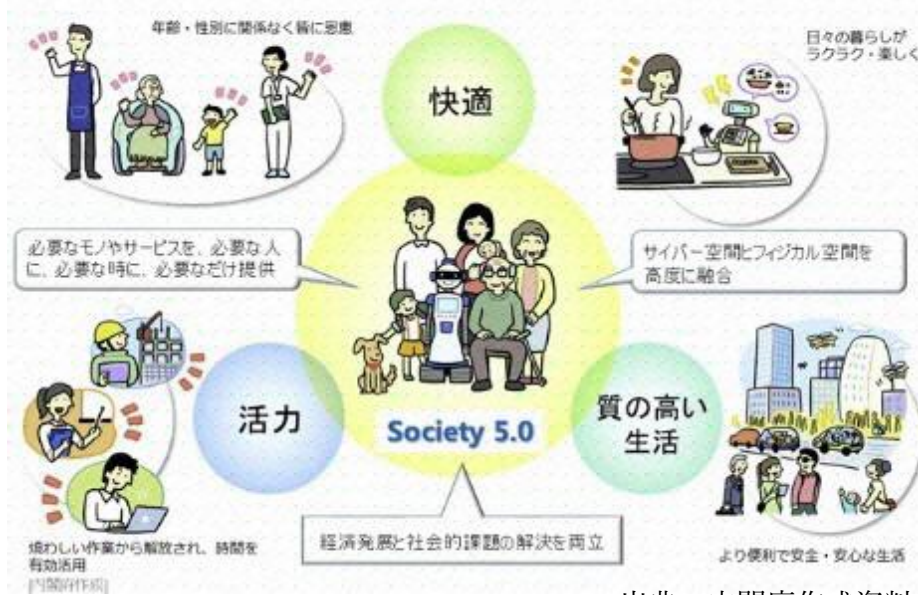 年齢・性別に関係なく皆に恩恵
快適
日々の暮らしが
ラクラク・楽しく
必要なモノやサービスを、必要な人
に、必要な時に、必要なだけ提供
サイバー空間とフィジカル空間を
高度に融合
活力
Society 5.0
質の高い
生活
煩わしい作業から解放され、時間を
有効活用
[内閣府作成]
経済発展と社会的課題の解決を両立
より便利で安全・安心な生活